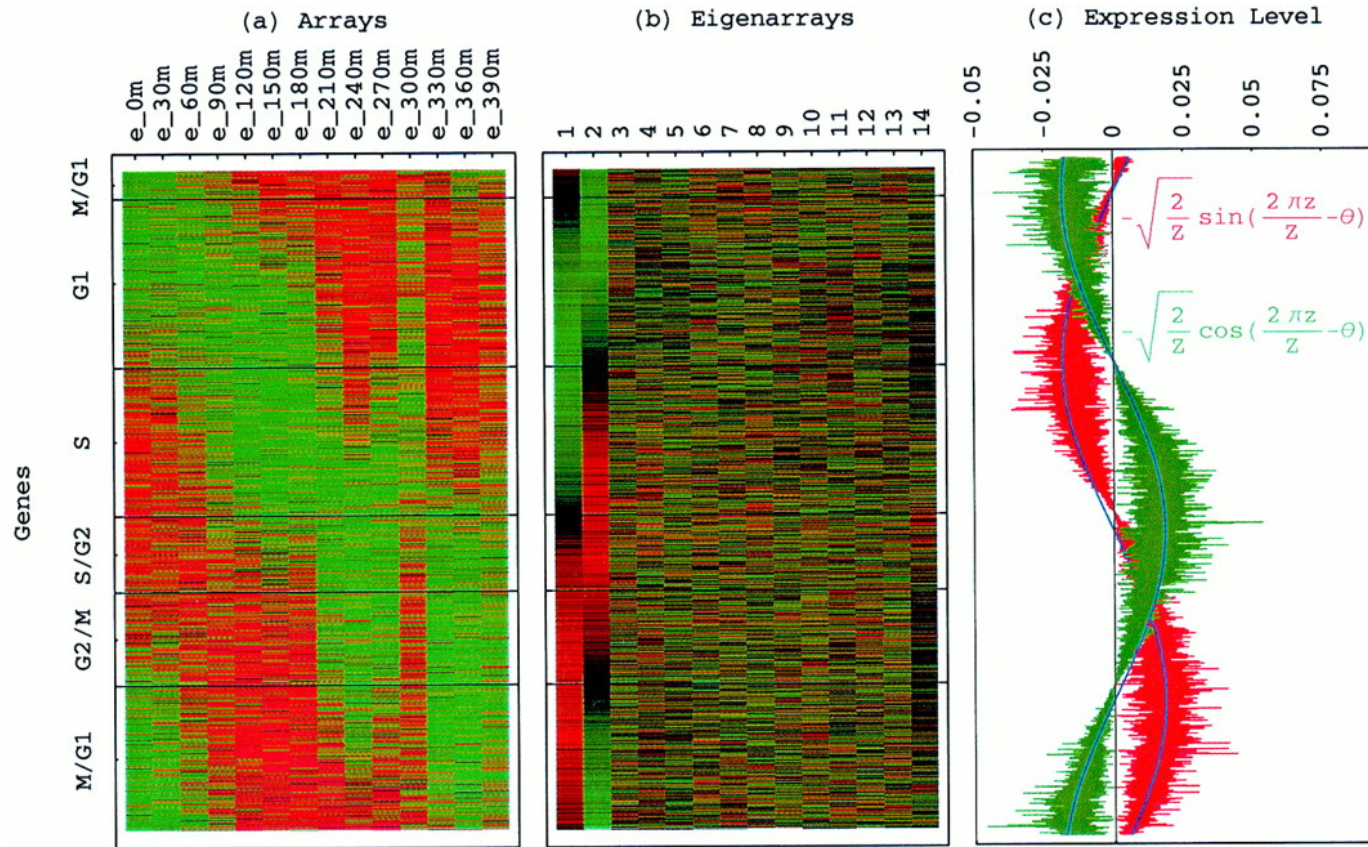 (a) Arrays
e_0m
e_30m
e_60m
e_90m
e_120m
e_150m
e_180m
e_210m
e_240m
e_270m
e_300m
e_330m
e_360m
e_390m
Genes
M/G1
G1
S
S/G2
G2/M
M/G1
(b) Eigenarrays
1
2
3
4
5
6
7
8
9
10
11
12
13
14
(c) Expression Level
-0.05
-0.025
0
0.025
0.05
0.075
-√(2/Z) sin(2πz/Z-θ)
-√(2/Z) cos(2πz/Z-θ)